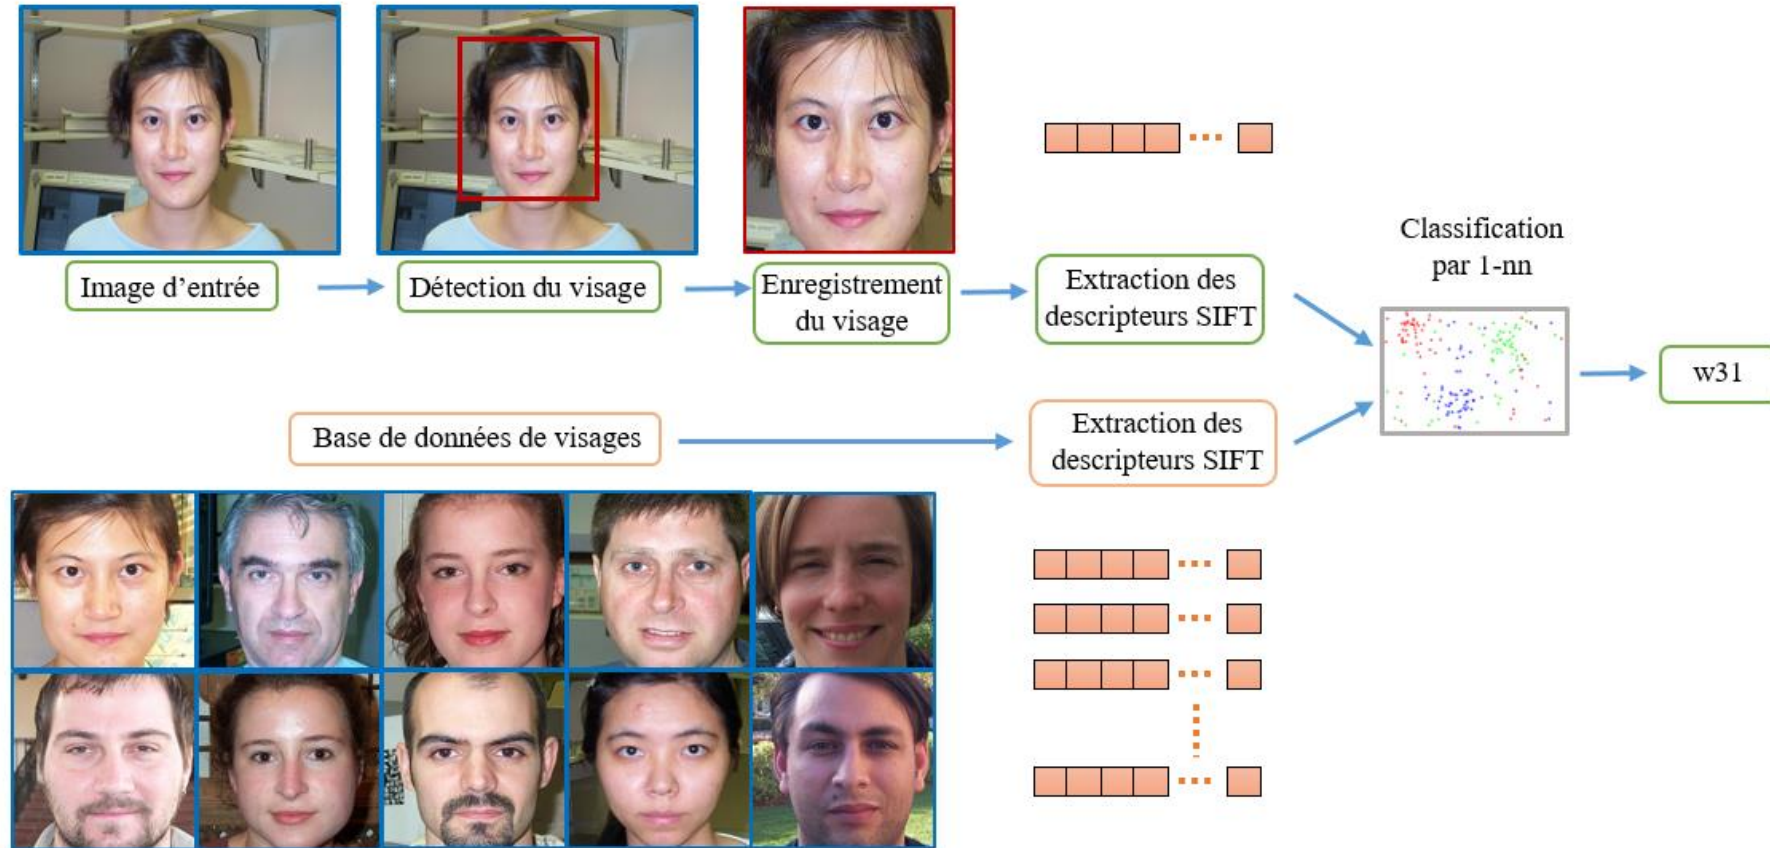 Image d’entrée
Détection du visage
Enregistrement
du visage
Extraction des
descripteurs SIFT
Classification
par 1-nn
w31
Base de données de visages
Extraction des
descripteurs SIFT